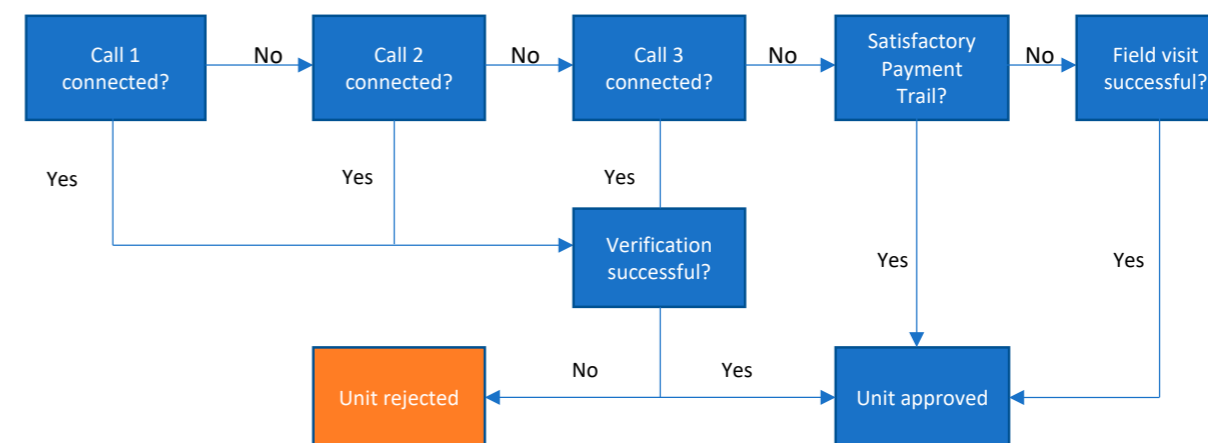 Call 1
connected?
No
Call 2
connected?
No
Call 3
connected?
No
Satisfactory
Payment
Trail?
No
Field visit
successful?
Yes
Yes
Yes
Verification
successful?
Yes
Yes
No
Yes
Unit rejected
Unit approved